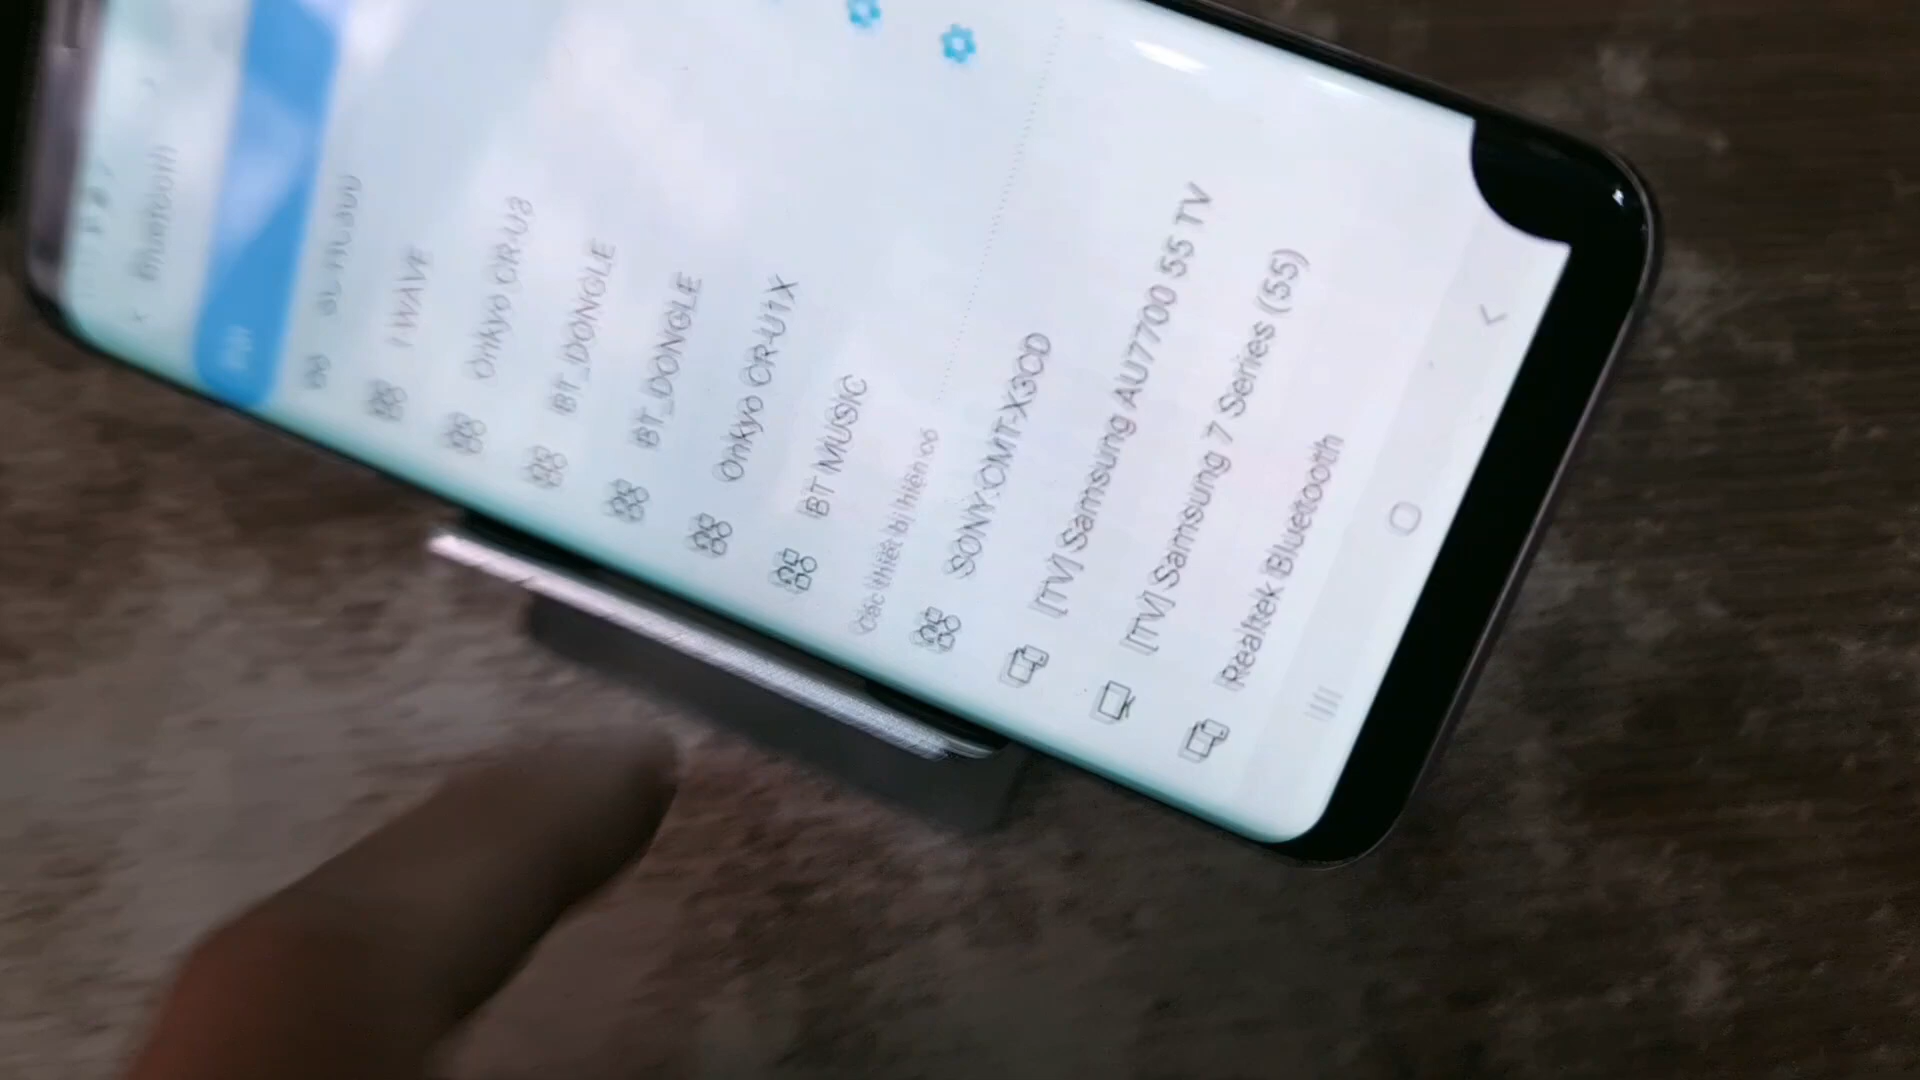 Bluetooth
I WAVE
Onkyo CR-U3
BT_DONGLE
BT_DONGLE
Onkyo CR-U1X
BT MUSIC
Các thiết bị hiện có
SONY:CMT-X3CD
[TV] Samsung AU7700 55 TV
[TV] Samsung 7 Series (55)
Realtek Bluetooth